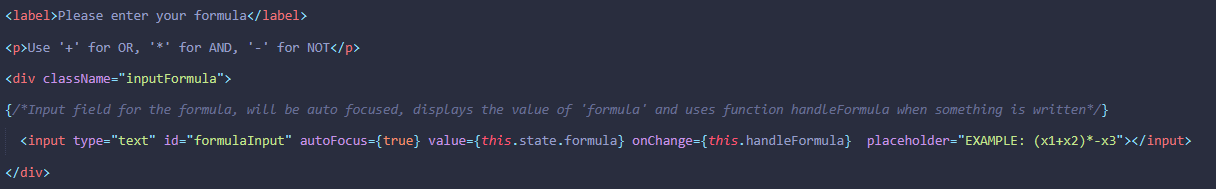 <label>Please enter your formula</label>
<p>Use '+' for OR, '*' for AND, '-' for NOT</p>
<div className="inputFormula">
{/*Input field for the formula, will be auto focused, displays the value of 'formula' and uses function handleFormula when something is written*/}
<input type="text" id="formulaInput" autoFocus={true} value={this.state.formula} onChange={this.handleFormula}  placeholder="EXAMPLE: (x1+x2)*-x3"></input>
</div>